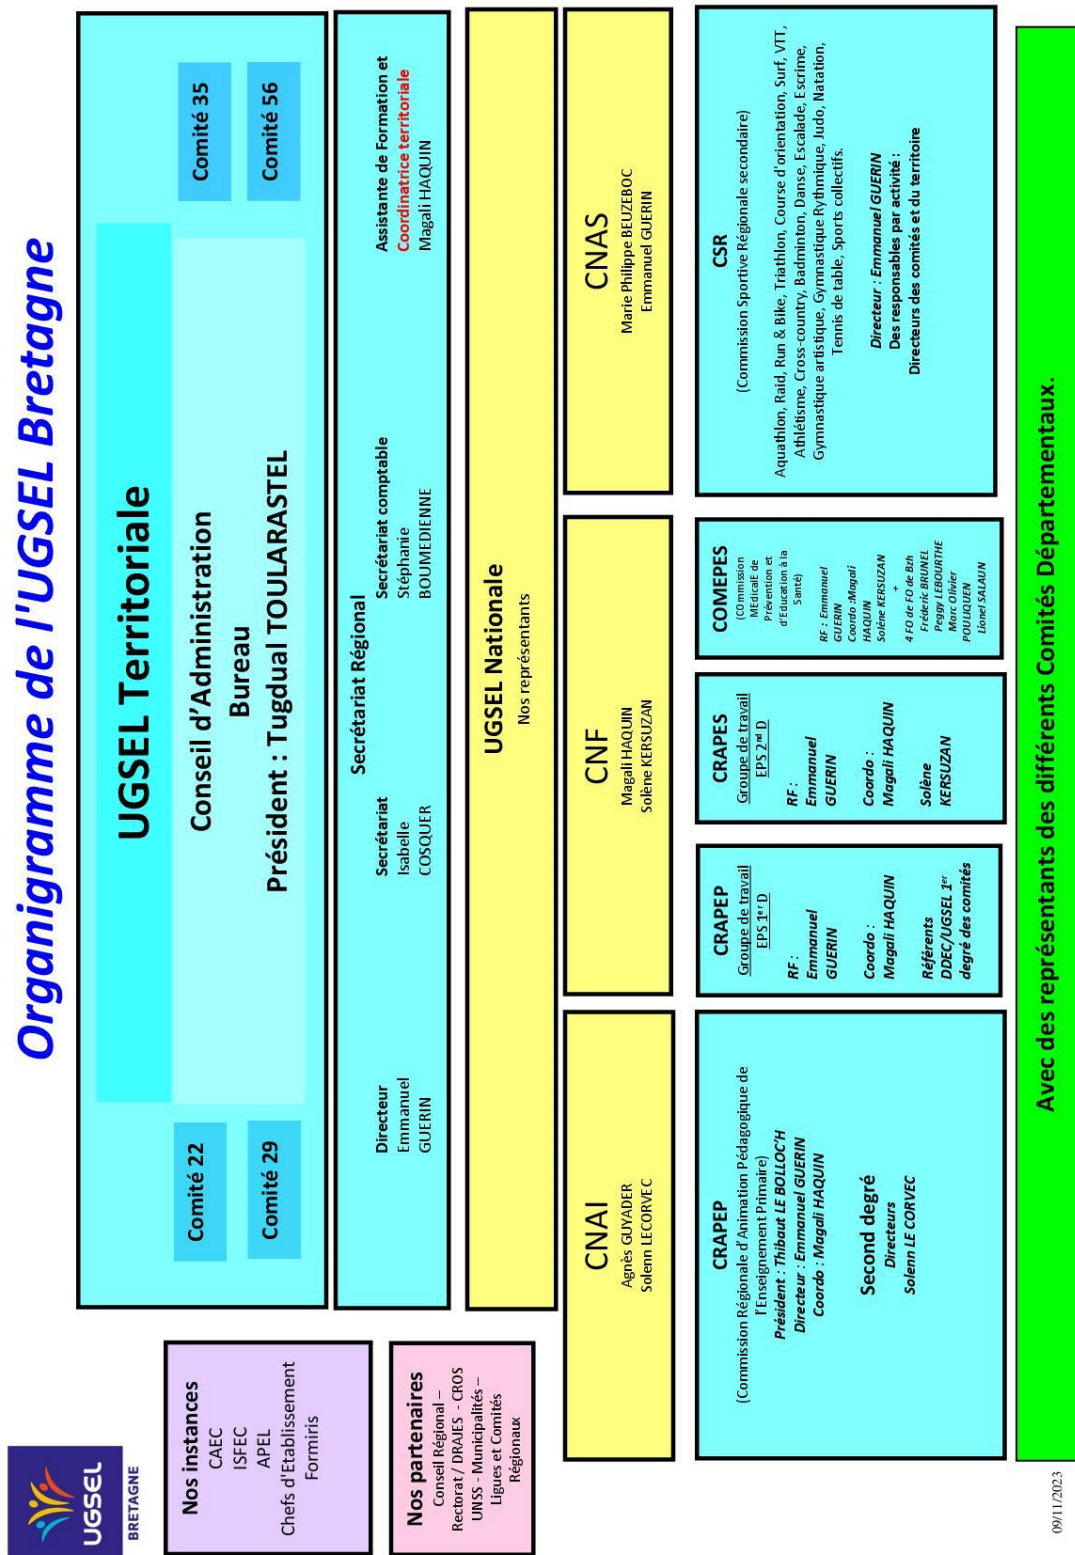 Organigramme de l'UGSEL Bretagne
UGSEL
BRETAGNE
Nos instances
CAEC
ISFEC
APEL
Chefs d'Etablissement
Formiris
Nos partenaires
Conseil Régional –
Rectorat / DRAJES - CROS
UNSS - Municipalités –
Ligues et Comités
Régionaux
UGSEL Territoriale
Comité 22
Comité 29
Conseil d'Administration
Bureau
Président : Tugdual TOULARASTEL
Comité 35
Comité 56
Secrétariat Régional
Directeur
Emmanuel
GUERIN
Secrétariat
Isabelle
COSQUER
Secrétariat comptable
Stéphanie
BOUMEDIENNE
Assistante de Formation et
Coordinatrice territoriale
Magali HAQUIN
UGSEL Nationale
Nos représentants
CNAI
Agnès GUYADER
Solenn LECORVEC
CNF
Magali HAQUIN
Solène KERSUZAN
CNAS
Marie Philippe BEUZEBOC
Emmanuel GUERIN
CRAPEP
(Commission Régionale d'Animation Pédagogique de
l'Enseignement Primaire)
Président : Thibaut LE BOLLOC'H
Directeur : Emmanuel GUERIN
Coordo : Magali HAQUIN
Second degré
Directeurs
Solenn LE CORVEC
CRAPEP
Groupe de travail
EPS 1er D
RF :
Emmanuel
GUERIN
Coordo :
Magali HAQUIN
Référents
DDEC/UGSEL 1er
degré des comités
CRAPES
Groupe de travail
EPS 2nd D
RF :
Emmanuel
GUERIN
Coordo :
Magali HAQUIN
Solène
KERSUZAN
COMEPES
(COmmission
MEdicalE de
Prévention et
d'Education à la
Santé)
RF : Emmanuel
GUERIN
Coordo :Magali
HAQUIN
Solène KERSUZAN
+
4 FO de FO de Bzh
Fréderic BRUNEL
Peggy LEBOURTHE
Marc Olivier
POULIQUEN
Lionel SALAUN
CSR
(Commission Sportive Régionale secondaire)
Aquathlon, Raid, Run & Bike, Triathlon, Course d'orientation, Surf, VTT,
Athlétisme, Cross-country, Badminton, Danse, Escalade, Escrime,
Gymnastique artistique, Gymnastique Rythmique, Judo, Natation,
Tennis de table, Sports collectifs.
Directeur : Emmanuel GUERIN
Des responsables par activité :
Directeurs des comités et du territoire
Avec des représentants des différents Comités Départementaux.
09/11/2023